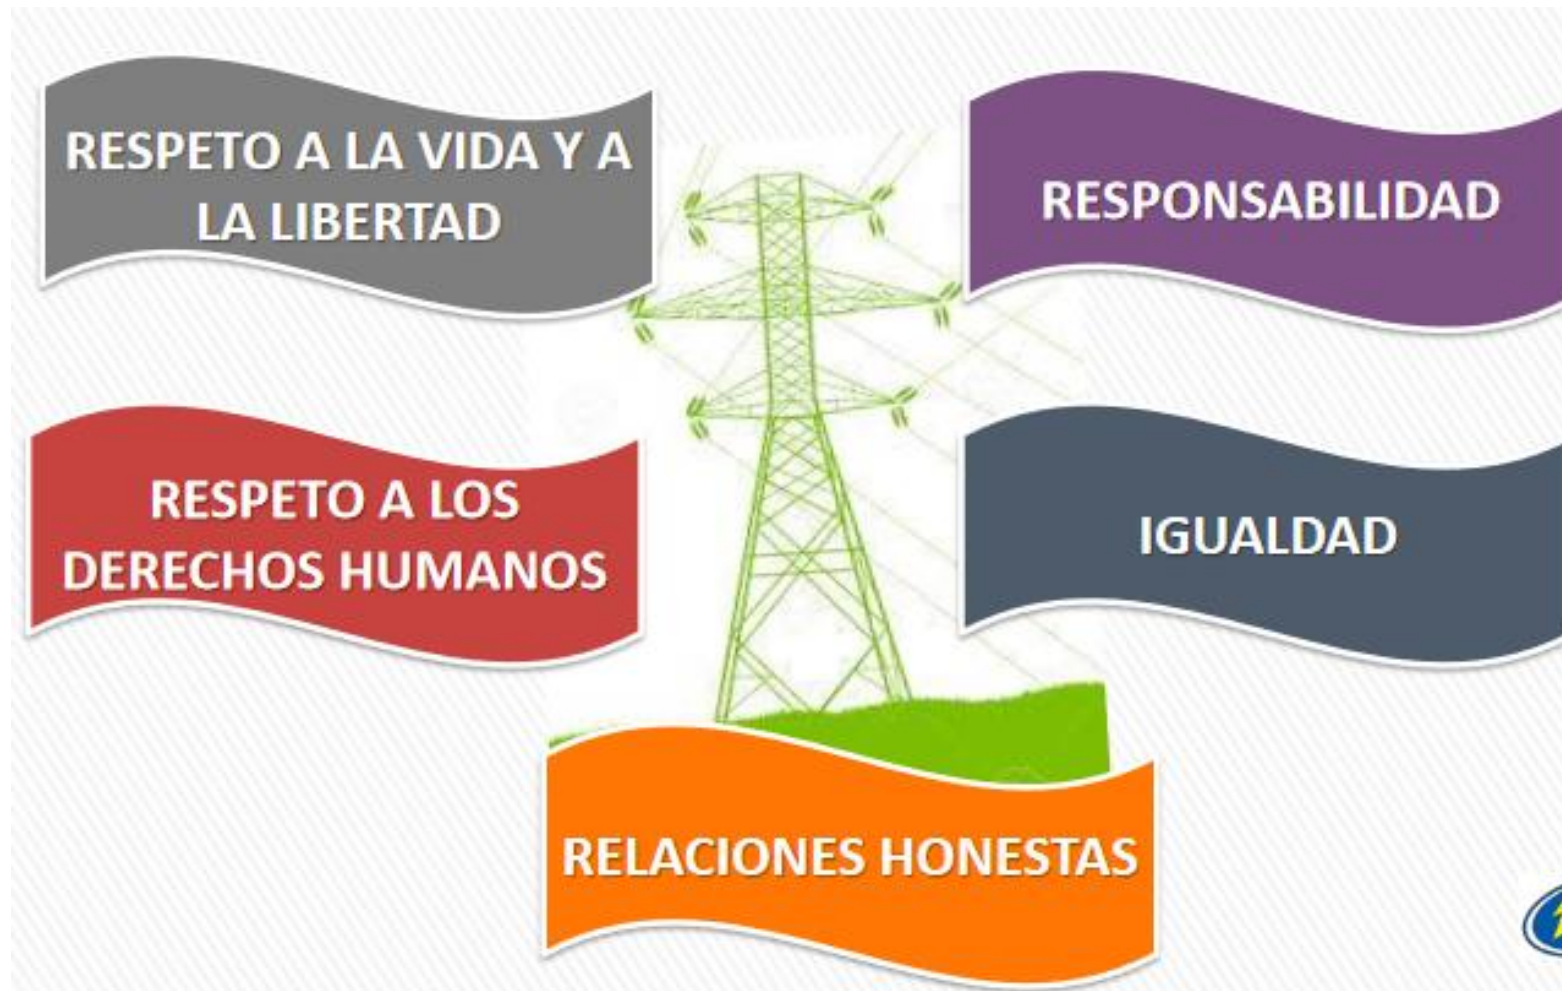 RESPETO A LA VIDA Y A
LA LIBERTAD
RESPONSABILIDAD
RESPETO A LOS
DERECHOS HUMANOS
IGUALDAD
RELACIONES HONESTAS